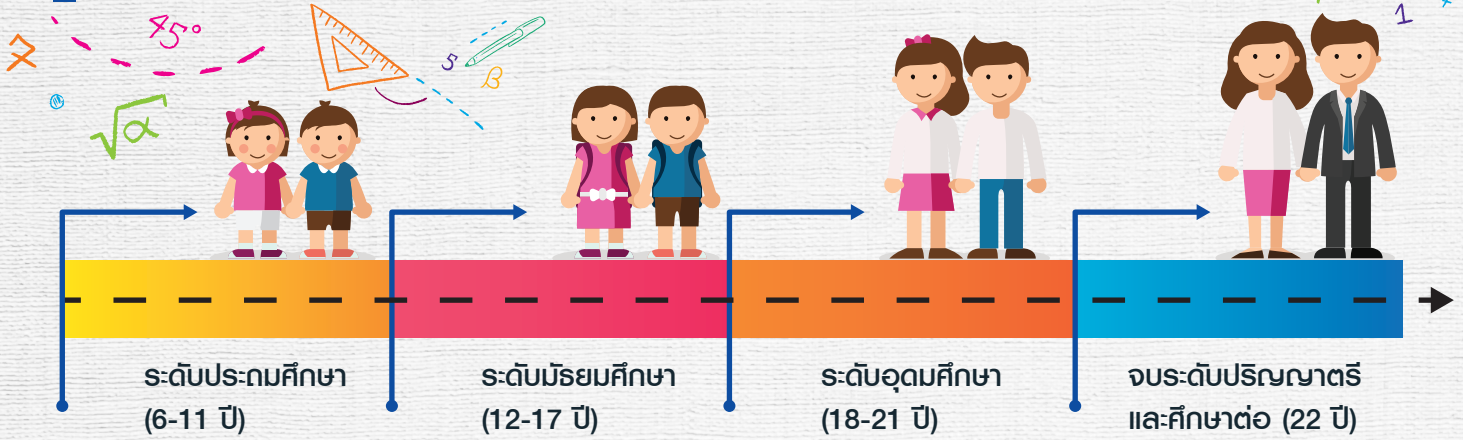 45°
5
β
√α
1
ระดับประถมศึกษา
(6-11 ปี)
ระดับมัธยมศึกษา
(12-17 ปี)
ระดับอุดมศึกษา
(18-21 ปี)
จบระดับปริญญาตรี
และศึกษาต่อ (22 ปี)